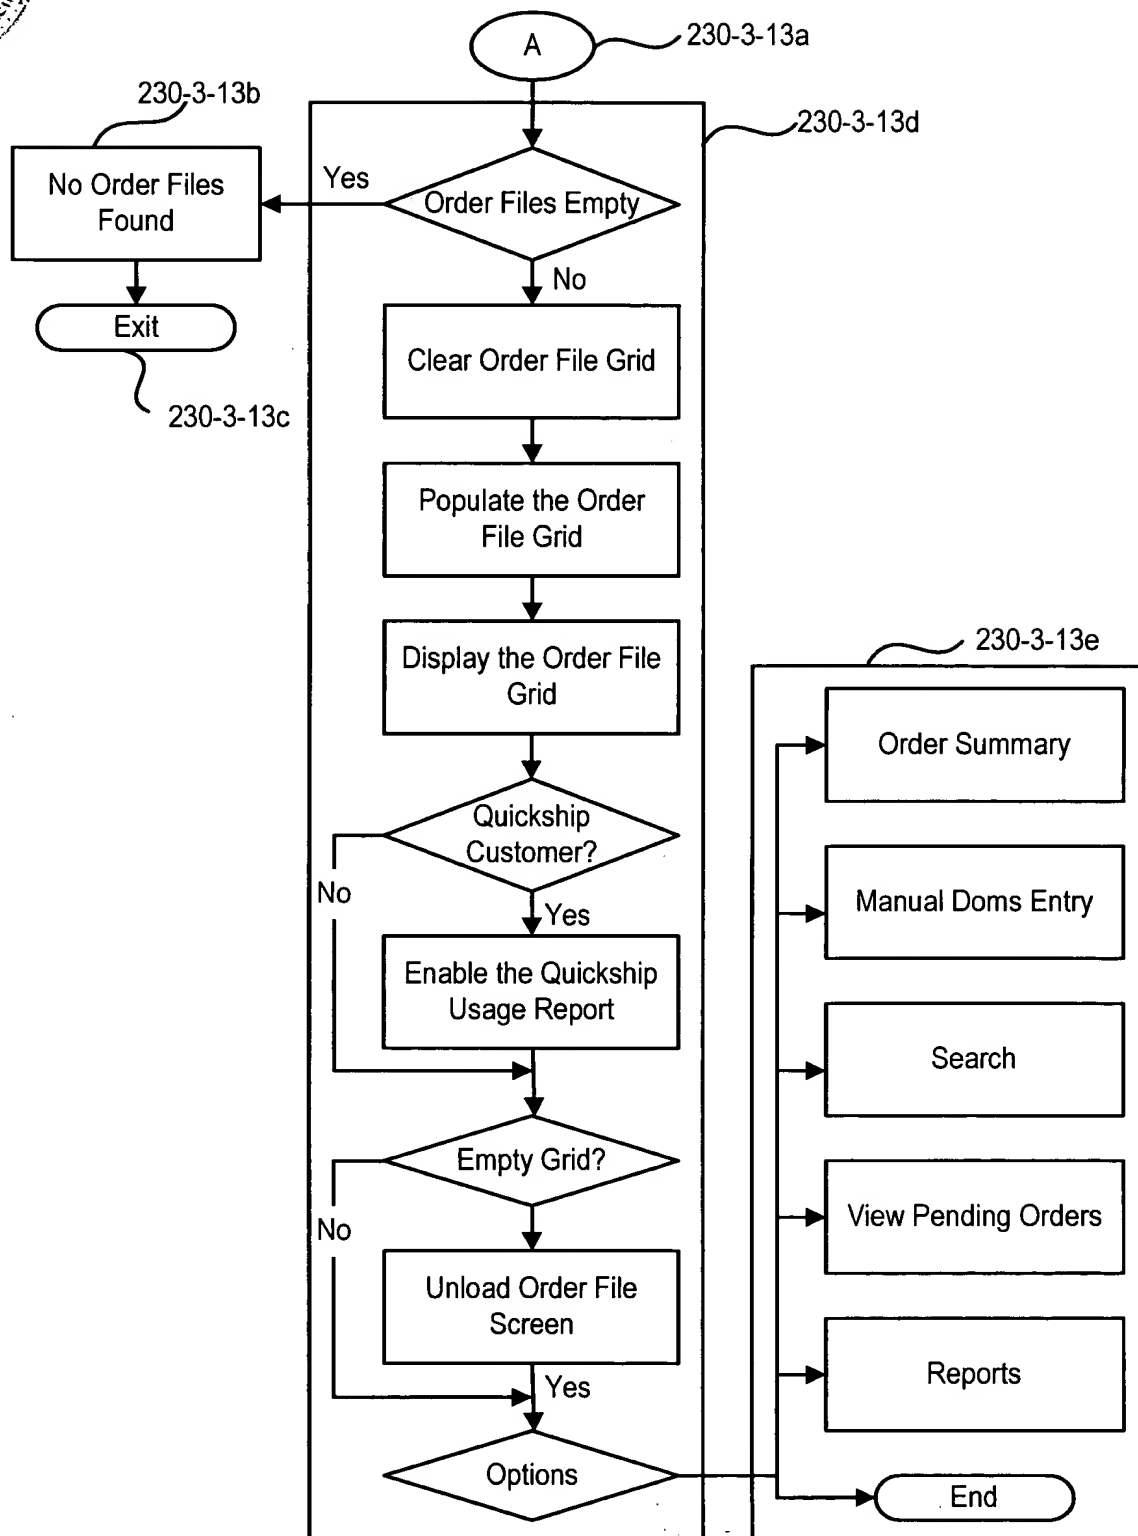 A
230-3-13a
230-3-13b
230-3-13d
No Order Files
Found
Yes
Order Files Empty
No
Exit
230-3-13c
Clear Order File Grid
Populate the Order
File Grid
Display the Order File
Grid
230-3-13e
Order Summary
Quickship
Customer?
No
Yes
Manual Doms Entry
Enable the Quickship
Usage Report
Search
Empty Grid?
No
View Pending Orders
Unload Order File
Screen
Yes
Reports
Options
End